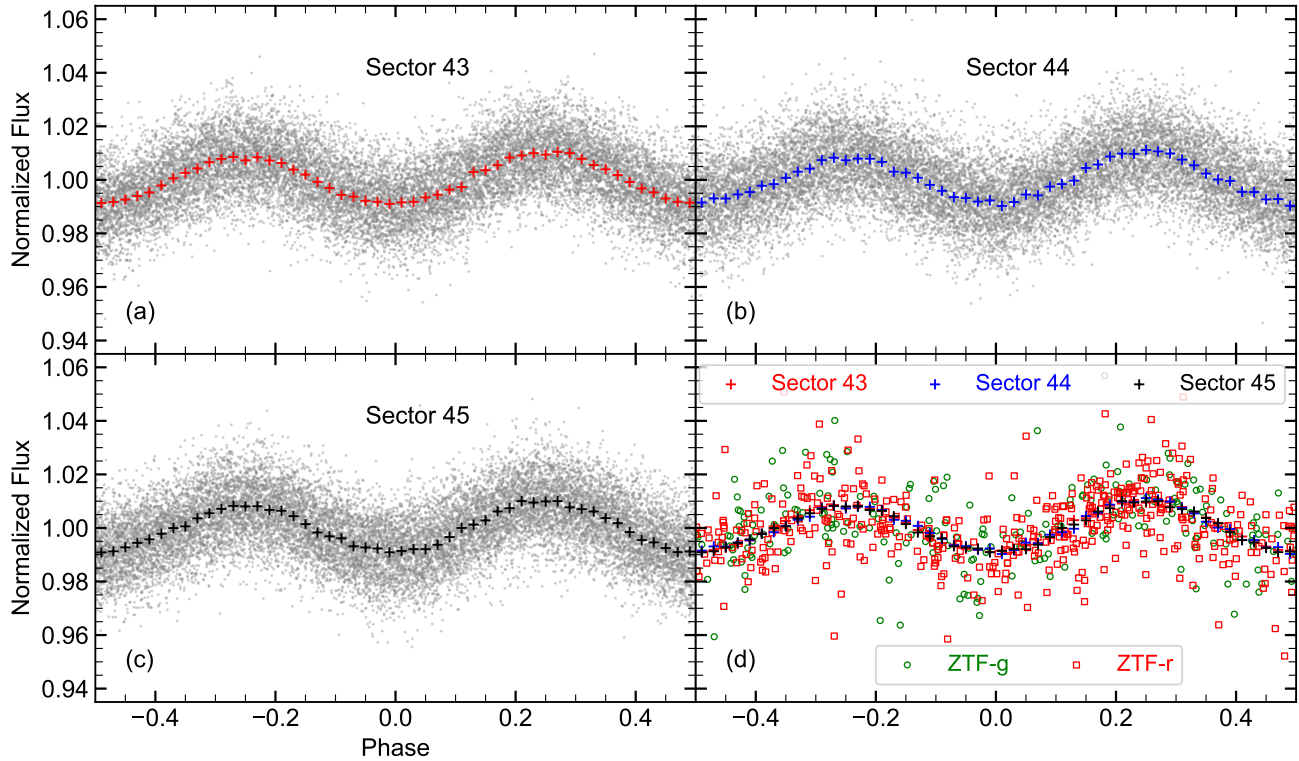 1.06
1.04
1.02
1.00
0.98
0.96
0.94
Normalized Flux
Sector 43
(a)
Sector 44
(b)
1.06
1.04
1.02
1.00
0.98
0.96
0.94
Normalized Flux
Sector 45
(c)
Sector 43 Sector 44 Sector 45
(d)
ZTF-g ZTF-r
−0.4 −0.2 0.0 0.2 0.4
−0.4 −0.2 0.0 0.2 0.4
Phase